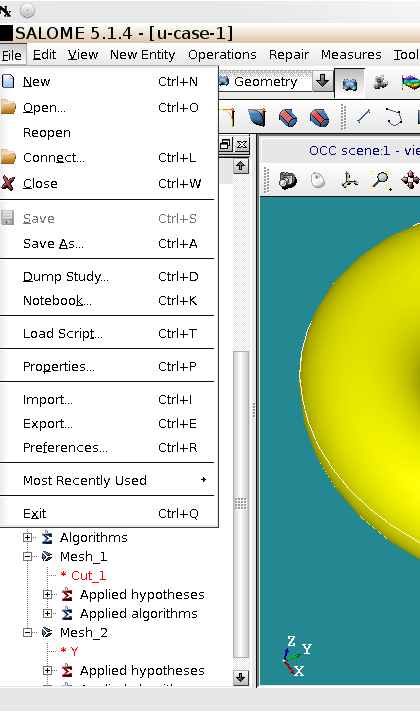 SALOME 5.1.4 - [u-case-1]
File Edit View New Entity Operations Repair Measures
New Ctrl+N
Geometry
Open... Ctrl+O
Reopen
Connect... Ctrl+L
Close Ctrl+W
OCC scene:1 -
Save Ctrl+S
Save As... Ctrl+A
Dump Study... Ctrl+D
Notebook... Ctrl+K
Load Script... Ctrl+T
Properties... Ctrl+P
Import... Ctrl+I
Export... Ctrl+E
Preferences... Ctrl+R
Most Recently Used
Exit Ctrl+Q
Algorithms
Mesh_1
* Cut_1
Applied hypotheses
Applied algorithms
Mesh_2
* Y
Applied hypotheses
Z
Y
X